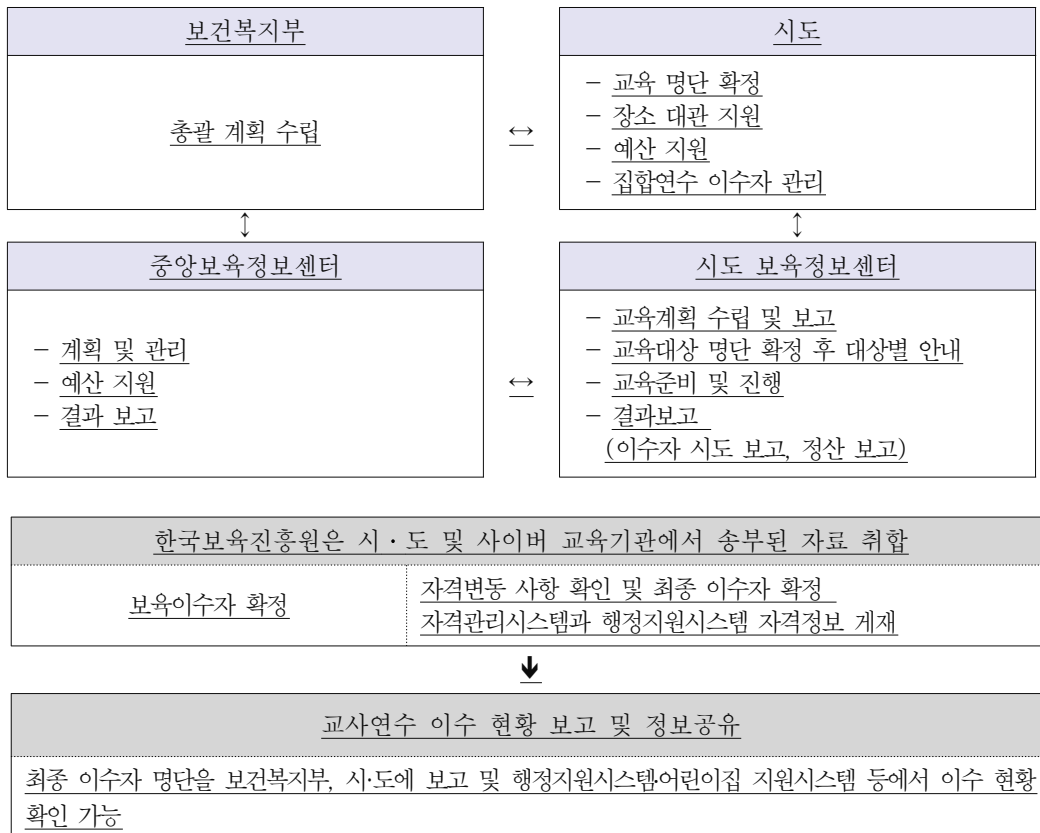 보건복지부
총괄 계획 수립
↔
시도
- 교육 명단 확정
- 장소 대관 지원
- 예산 지원
- 집합연수 이수자 관리
↕
↕
중앙보육정보센터
- 계획 및 관리
- 예산 지원
- 결과 보고
↔
시도 보육정보센터
- 교육계획 수립 및 보고
- 교육대상 명단 확정 후 대상별 안내
- 교육준비 및 진행
- 결과보고
(이수자 시도 보고, 정산 보고)
한국보육진흥원은 시·도 및 사이버 교육기관에서 송부된 자료 취합
보육이수자 확정
자격변동 사항 확인 및 최종 이수자 확정
자격관리시스템과 행정지원시스템 자격정보 게재
↓
교사연수 이수 현황 보고 및 정보공유
최종 이수자 명단을 보건복지부, 시·도에 보고 및 행정지원시스템·어린이집 지원시스템 등에서 이수 현황
확인 가능